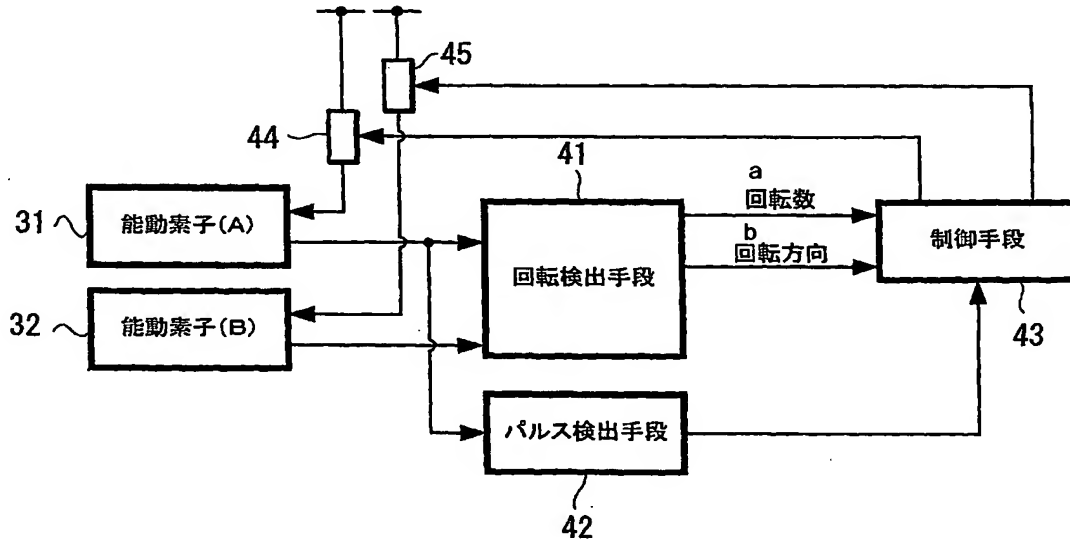 45
44
41
a
回転数
31
能動素子(A)
制御手段
b
回転方向
回転検出手段
32
能動素子(B)
43
パルス検出手段
42